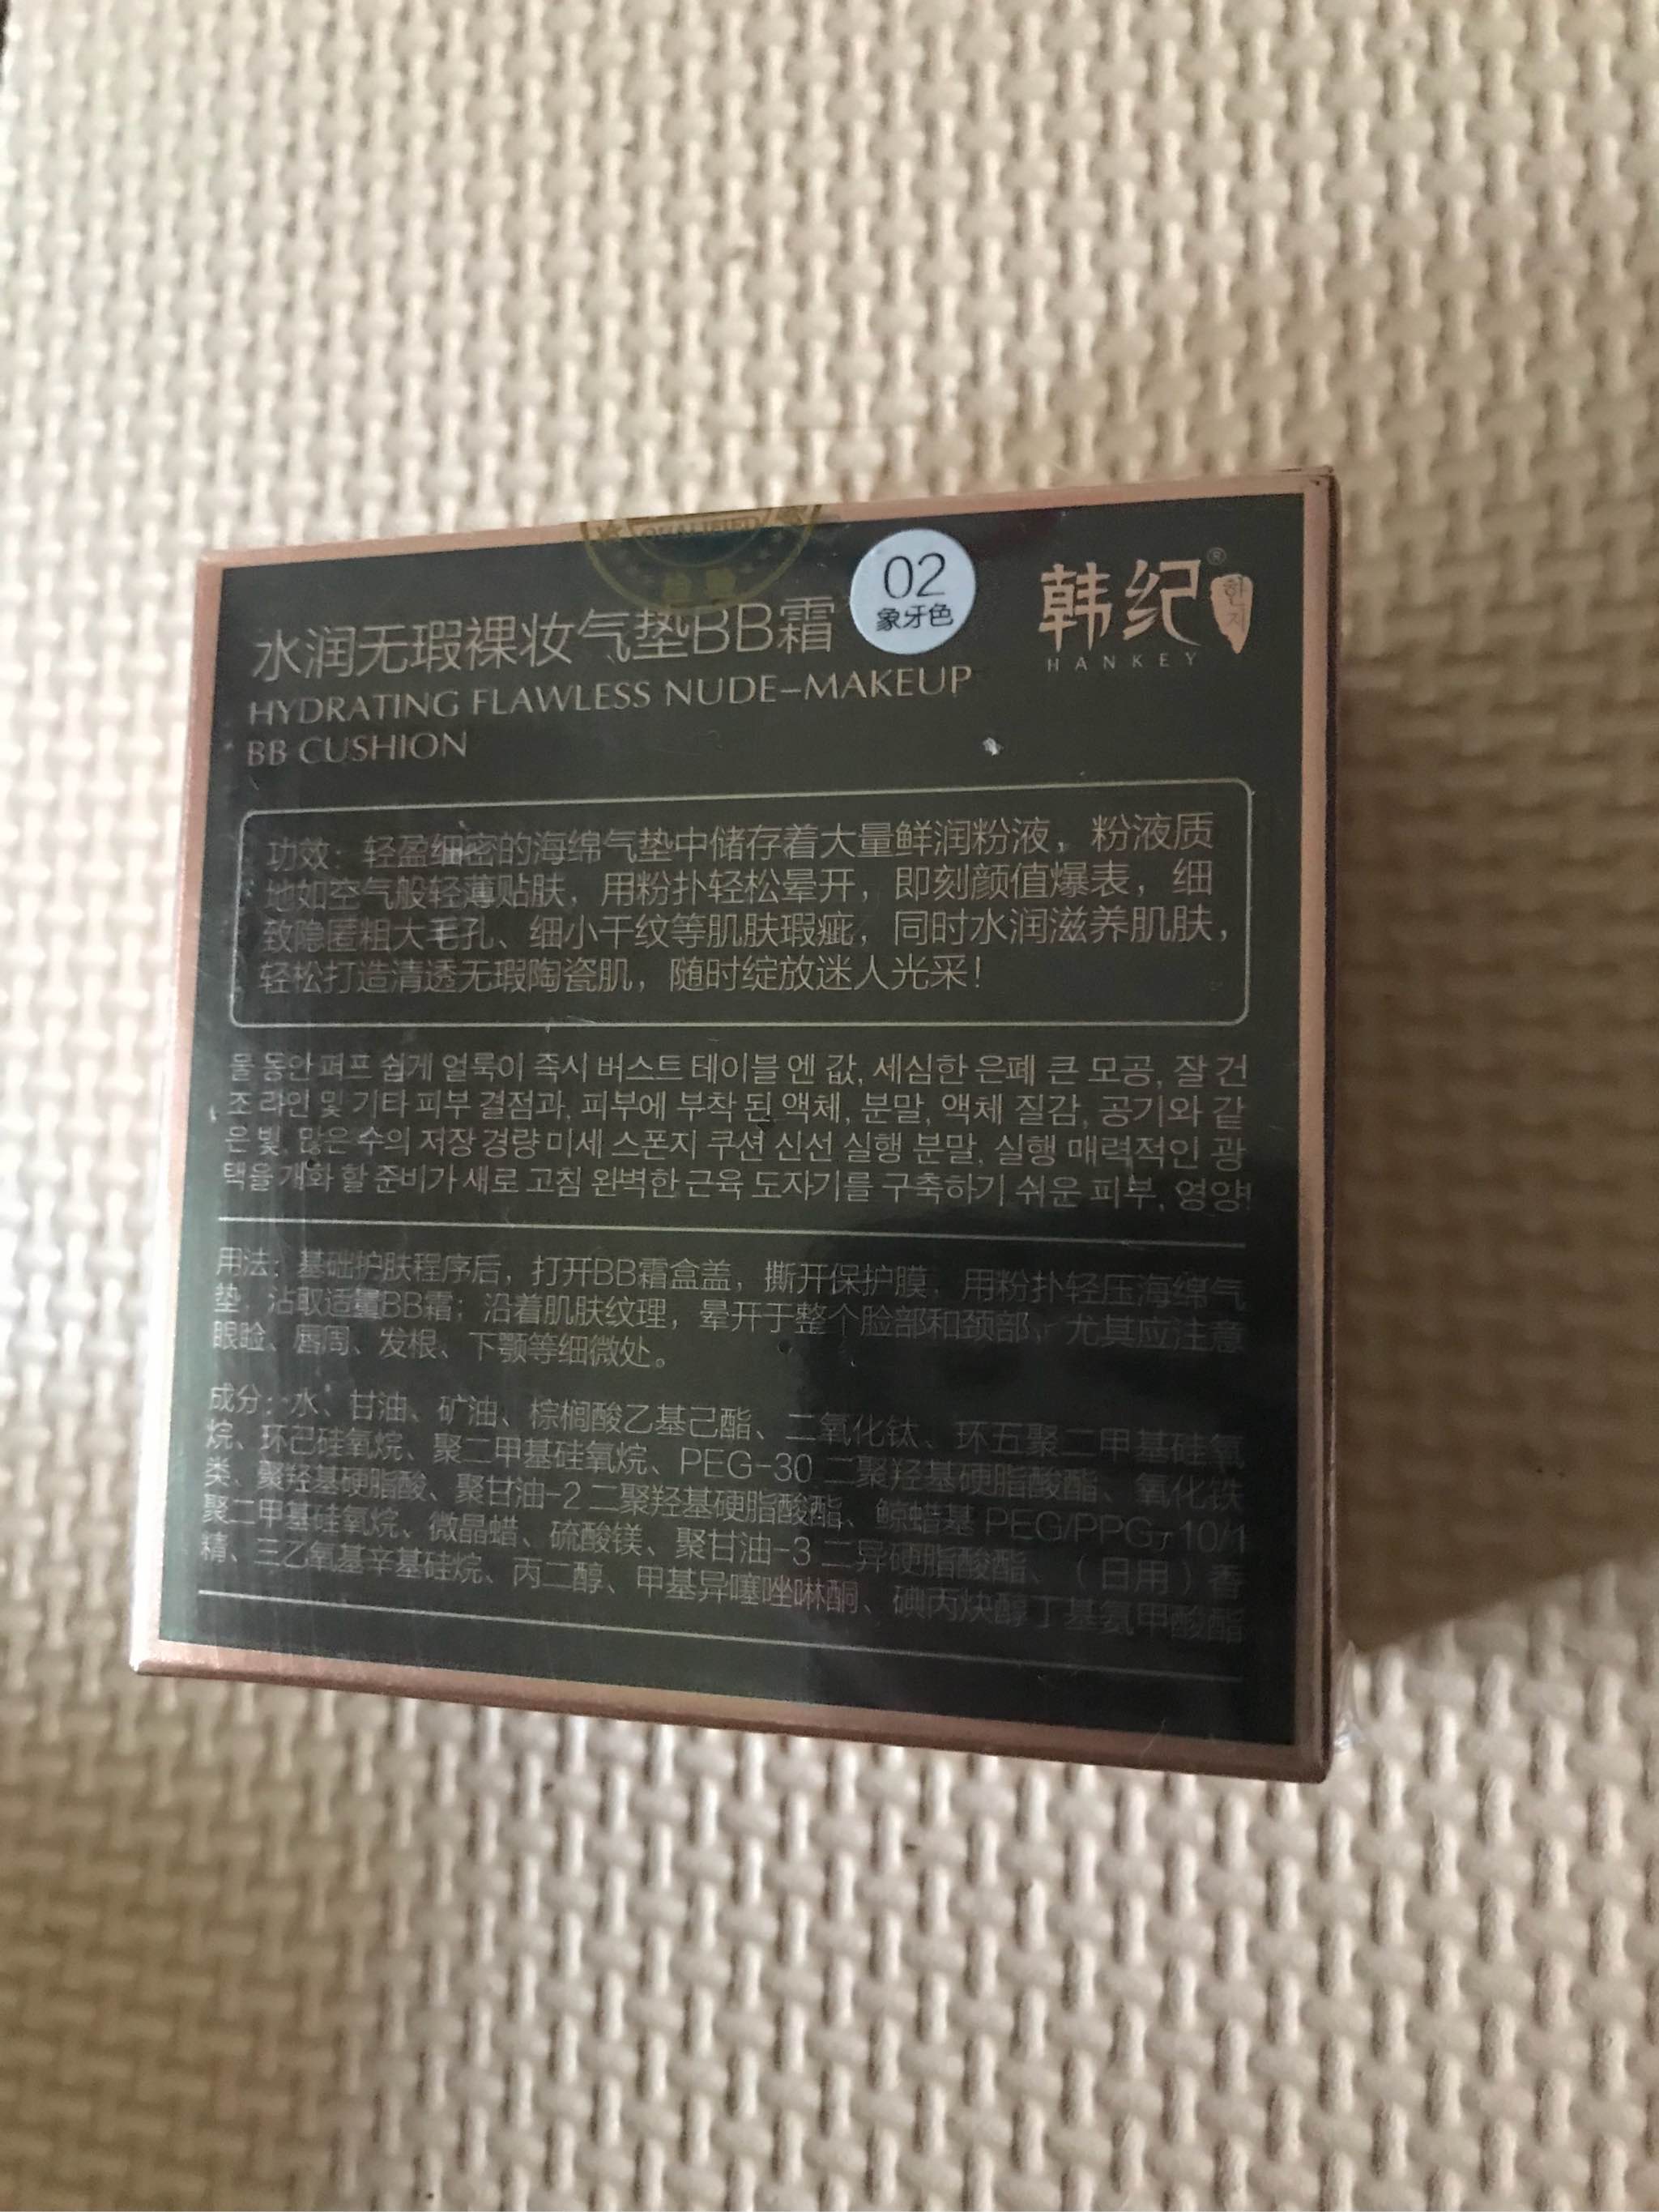 QUALIFIED
02
象牙色
韩纪®
한지
HANKEY
水润无瑕裸妆气垫BB霜
HYDRATING FLAWLESS NUDE-MAKEUP
BB CUSHION
功效：轻盈细密的海绵气垫中储存着大量鲜润粉液，粉液质
地如空气般轻薄贴肤，用粉扑轻松晕开，即刻颜值爆表，细
致隐匿粗大毛孔、细小干纹等肌肤瑕疵，同时水润滋养肌肤，
轻松打造清透无瑕陶瓷肌，随时绽放迷人光采！
물 동안 퍼프 쉽게 얼룩이 즉시 버스트 테이블 엔 값, 세심한 은폐 큰 모공, 잘 건
조 라인 및 기타 피부 결점과, 피부에 부착 된 액체, 분말, 액체 질감, 공기와 같
은 빛, 많은 수의 저장 경량 미세 스폰지 쿠션 신선 실행 분말, 실행 매력적인 광
택을 개화 할 준비가 새로 고침 완벽한 근육 도자기를 구축하기 쉬운 피부, 영양!
用法：基础护肤程序后，打开BB霜盒盖，撕开保护膜，用粉扑轻压海绵气
垫，沾取适量BB霜；沿着肌肤纹理，晕开于整个脸部和颈部，尤其应注意
眼睑、唇周、发根、下颚等细微处。
成分：水、甘油、矿油、棕榈酸乙基己酯、二氧化钛、环五聚二甲基硅氧
烷、环己硅氧烷、聚二甲基硅氧烷、PEG-30 二聚羟基硬脂酸酯、氧化铁
类、聚羟基硬脂酸、聚甘油-2 二聚羟基硬脂酸酯、鲸蜡基 PEG/PPG-10/1
聚二甲基硅氧烷、微晶蜡、硫酸镁、聚甘油-3 二异硬脂酸酯、（日用）香
精、三乙氧基辛基硅烷、丙二醇、甲基异噻唑啉酮、碘丙炔醇丁基氨甲酸酯